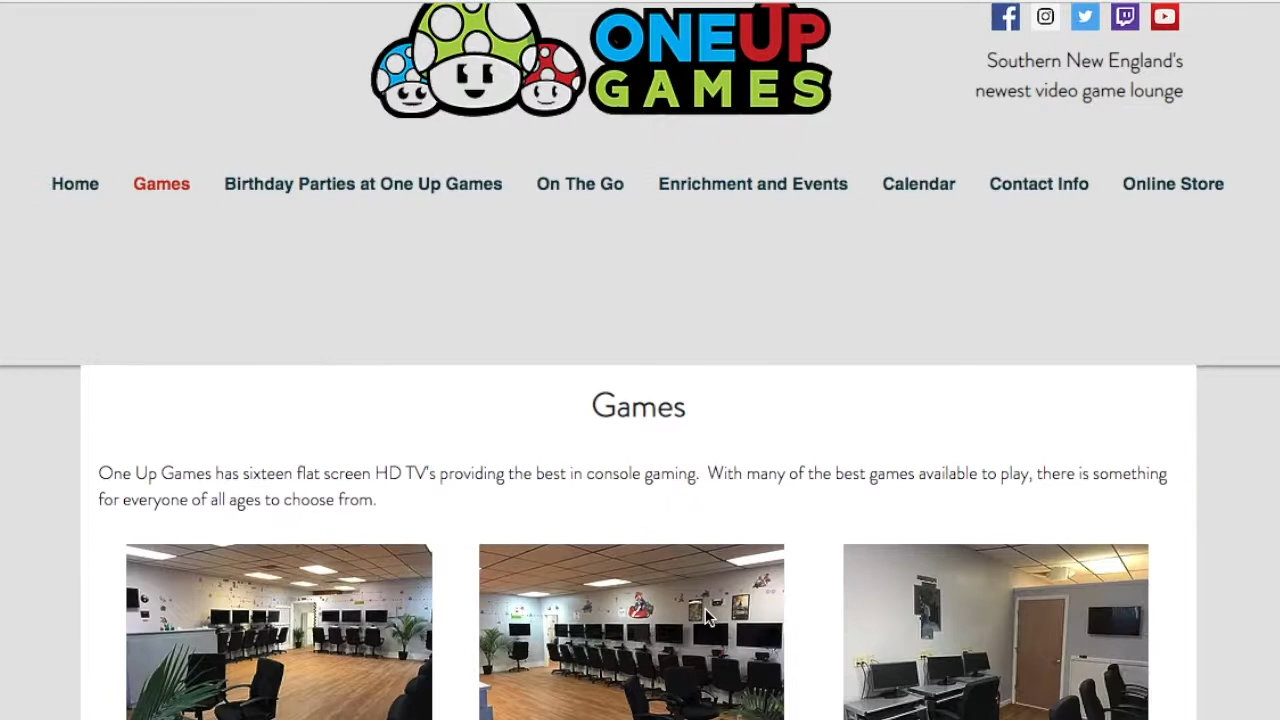 ONEUP
GAMES
Southern New England's
newest video game lounge
Home Games Birthday Parties at One Up Games On The Go Enrichment and Events Calendar Contact Info Online Store
Games
One Up Games has sixteen flat screen HD TV's providing the best in console gaming. With many of the best games available to play, there is something
for everyone of all ages to choose from.